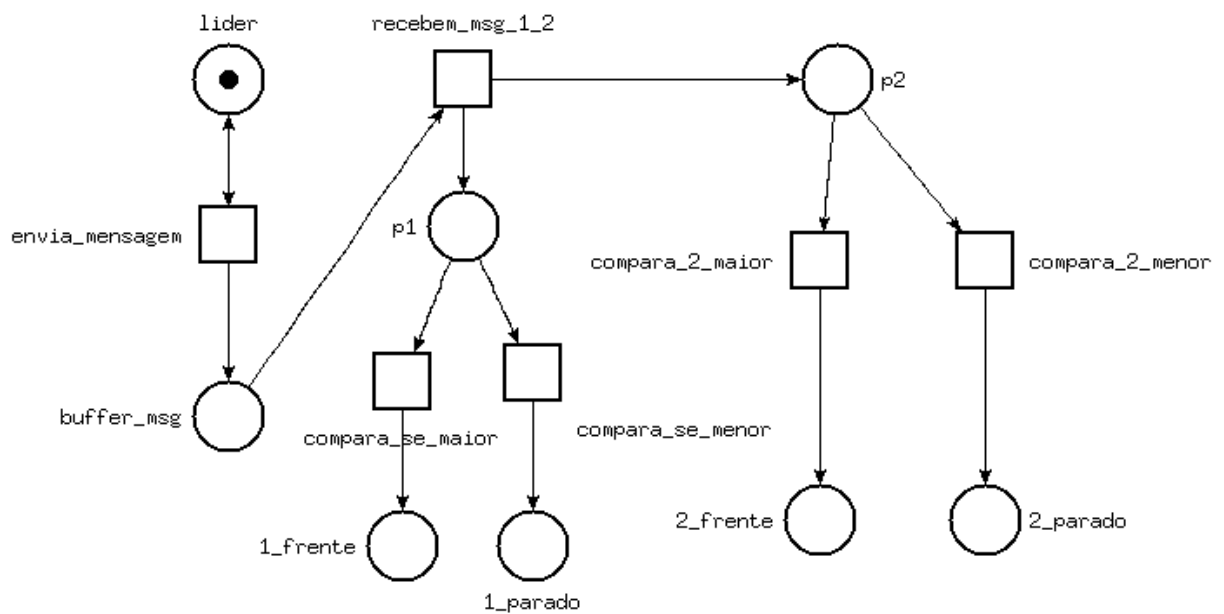 lider
recebem_msg_1_2
p2
envia_mensagem
p1
compara_2_maior
compara_2_menor
buffer_msg
compara_se_maior
compara_se_menor
1_frente
1_parado
2_frente
2_parado